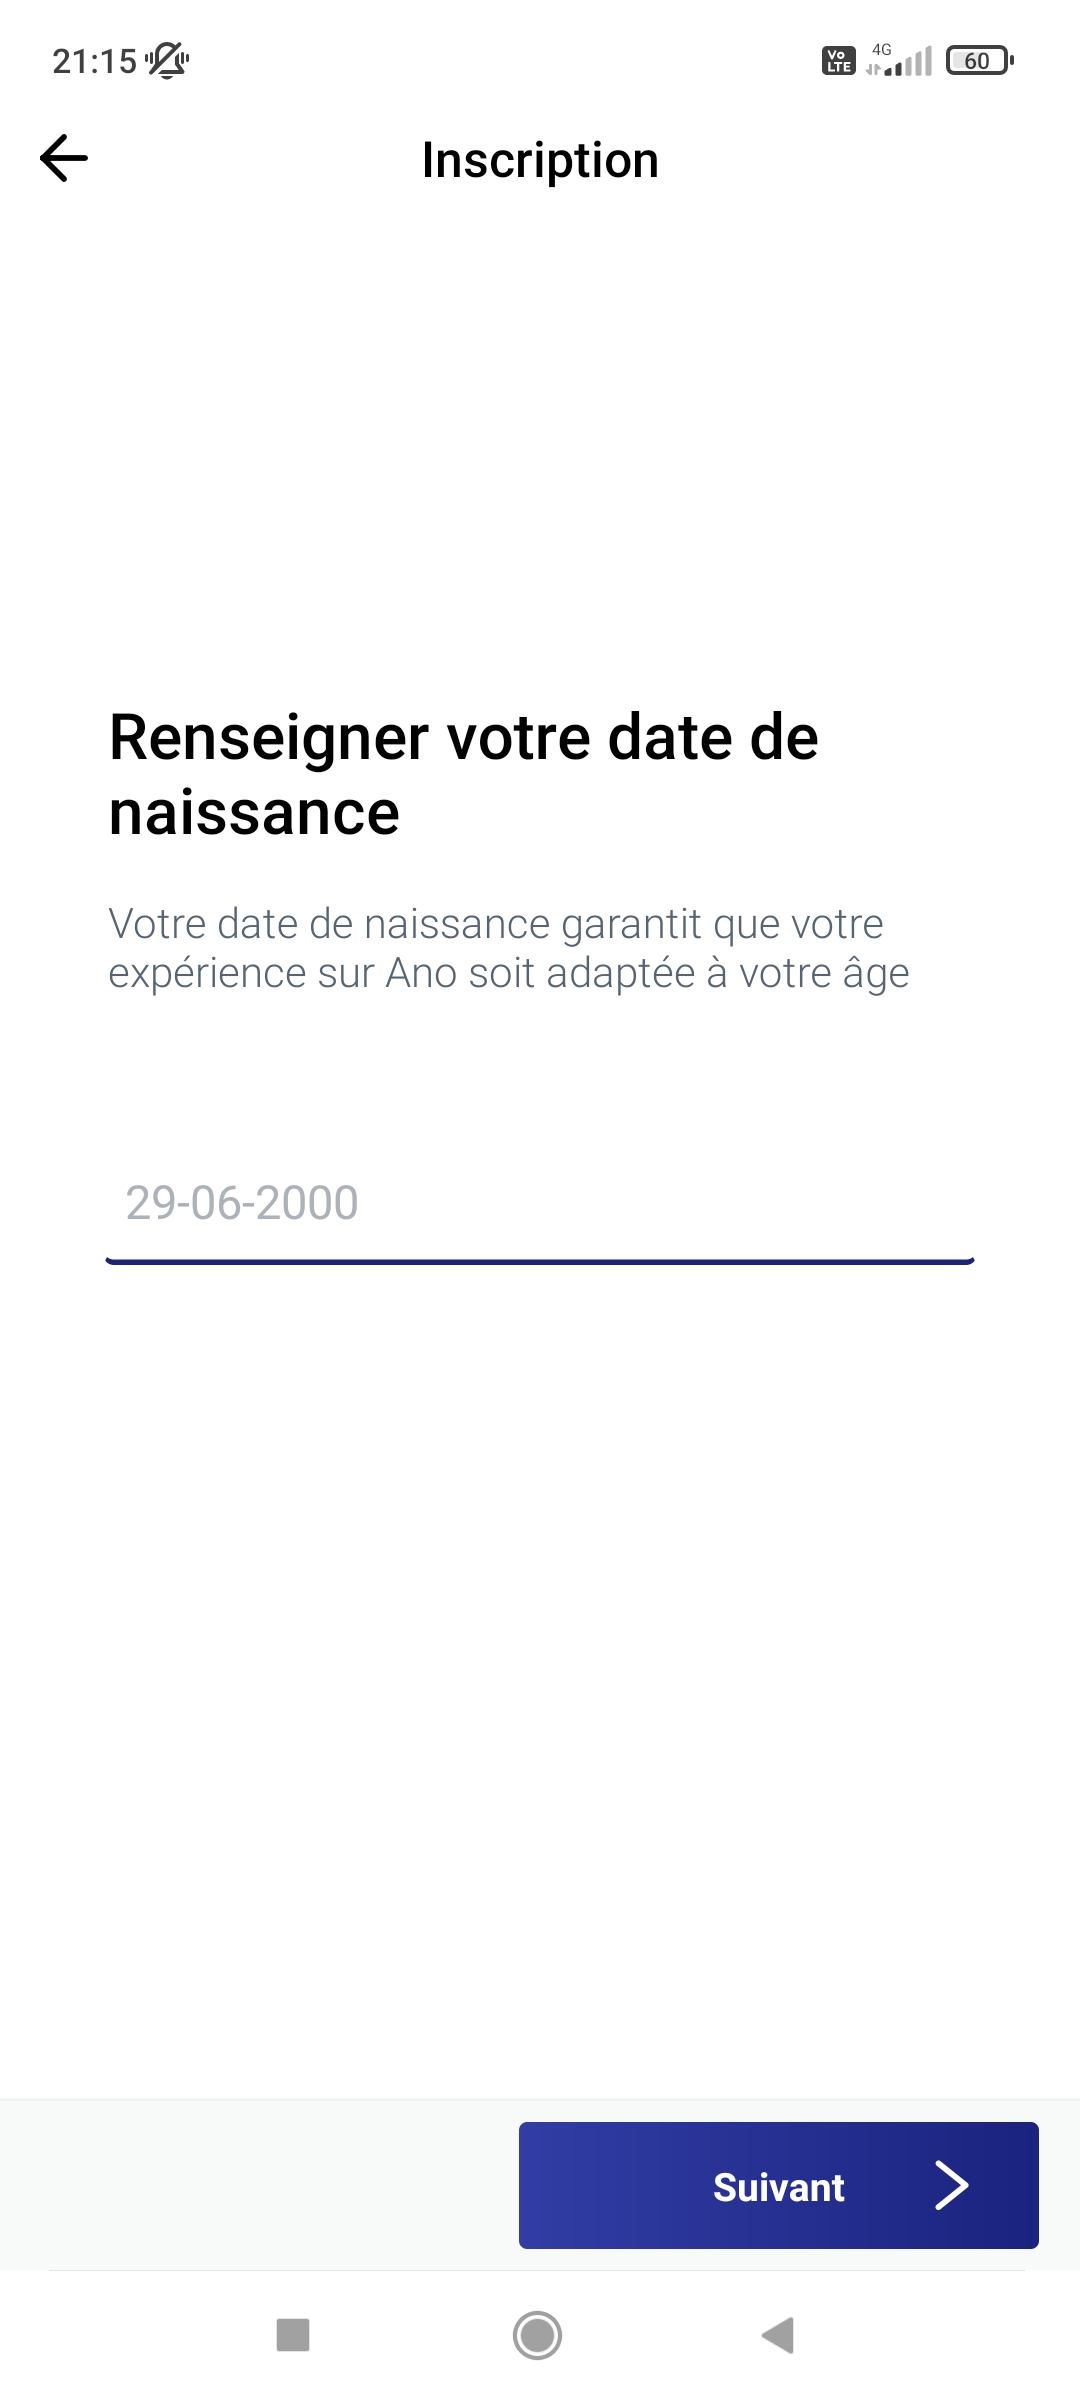 21:15
Vo
LTE
4G
60
Inscription
Renseigner votre date de
naissance
Votre date de naissance garantit que votre
expérience sur Ano soit adaptée à votre âge
29-06-2000
Suivant